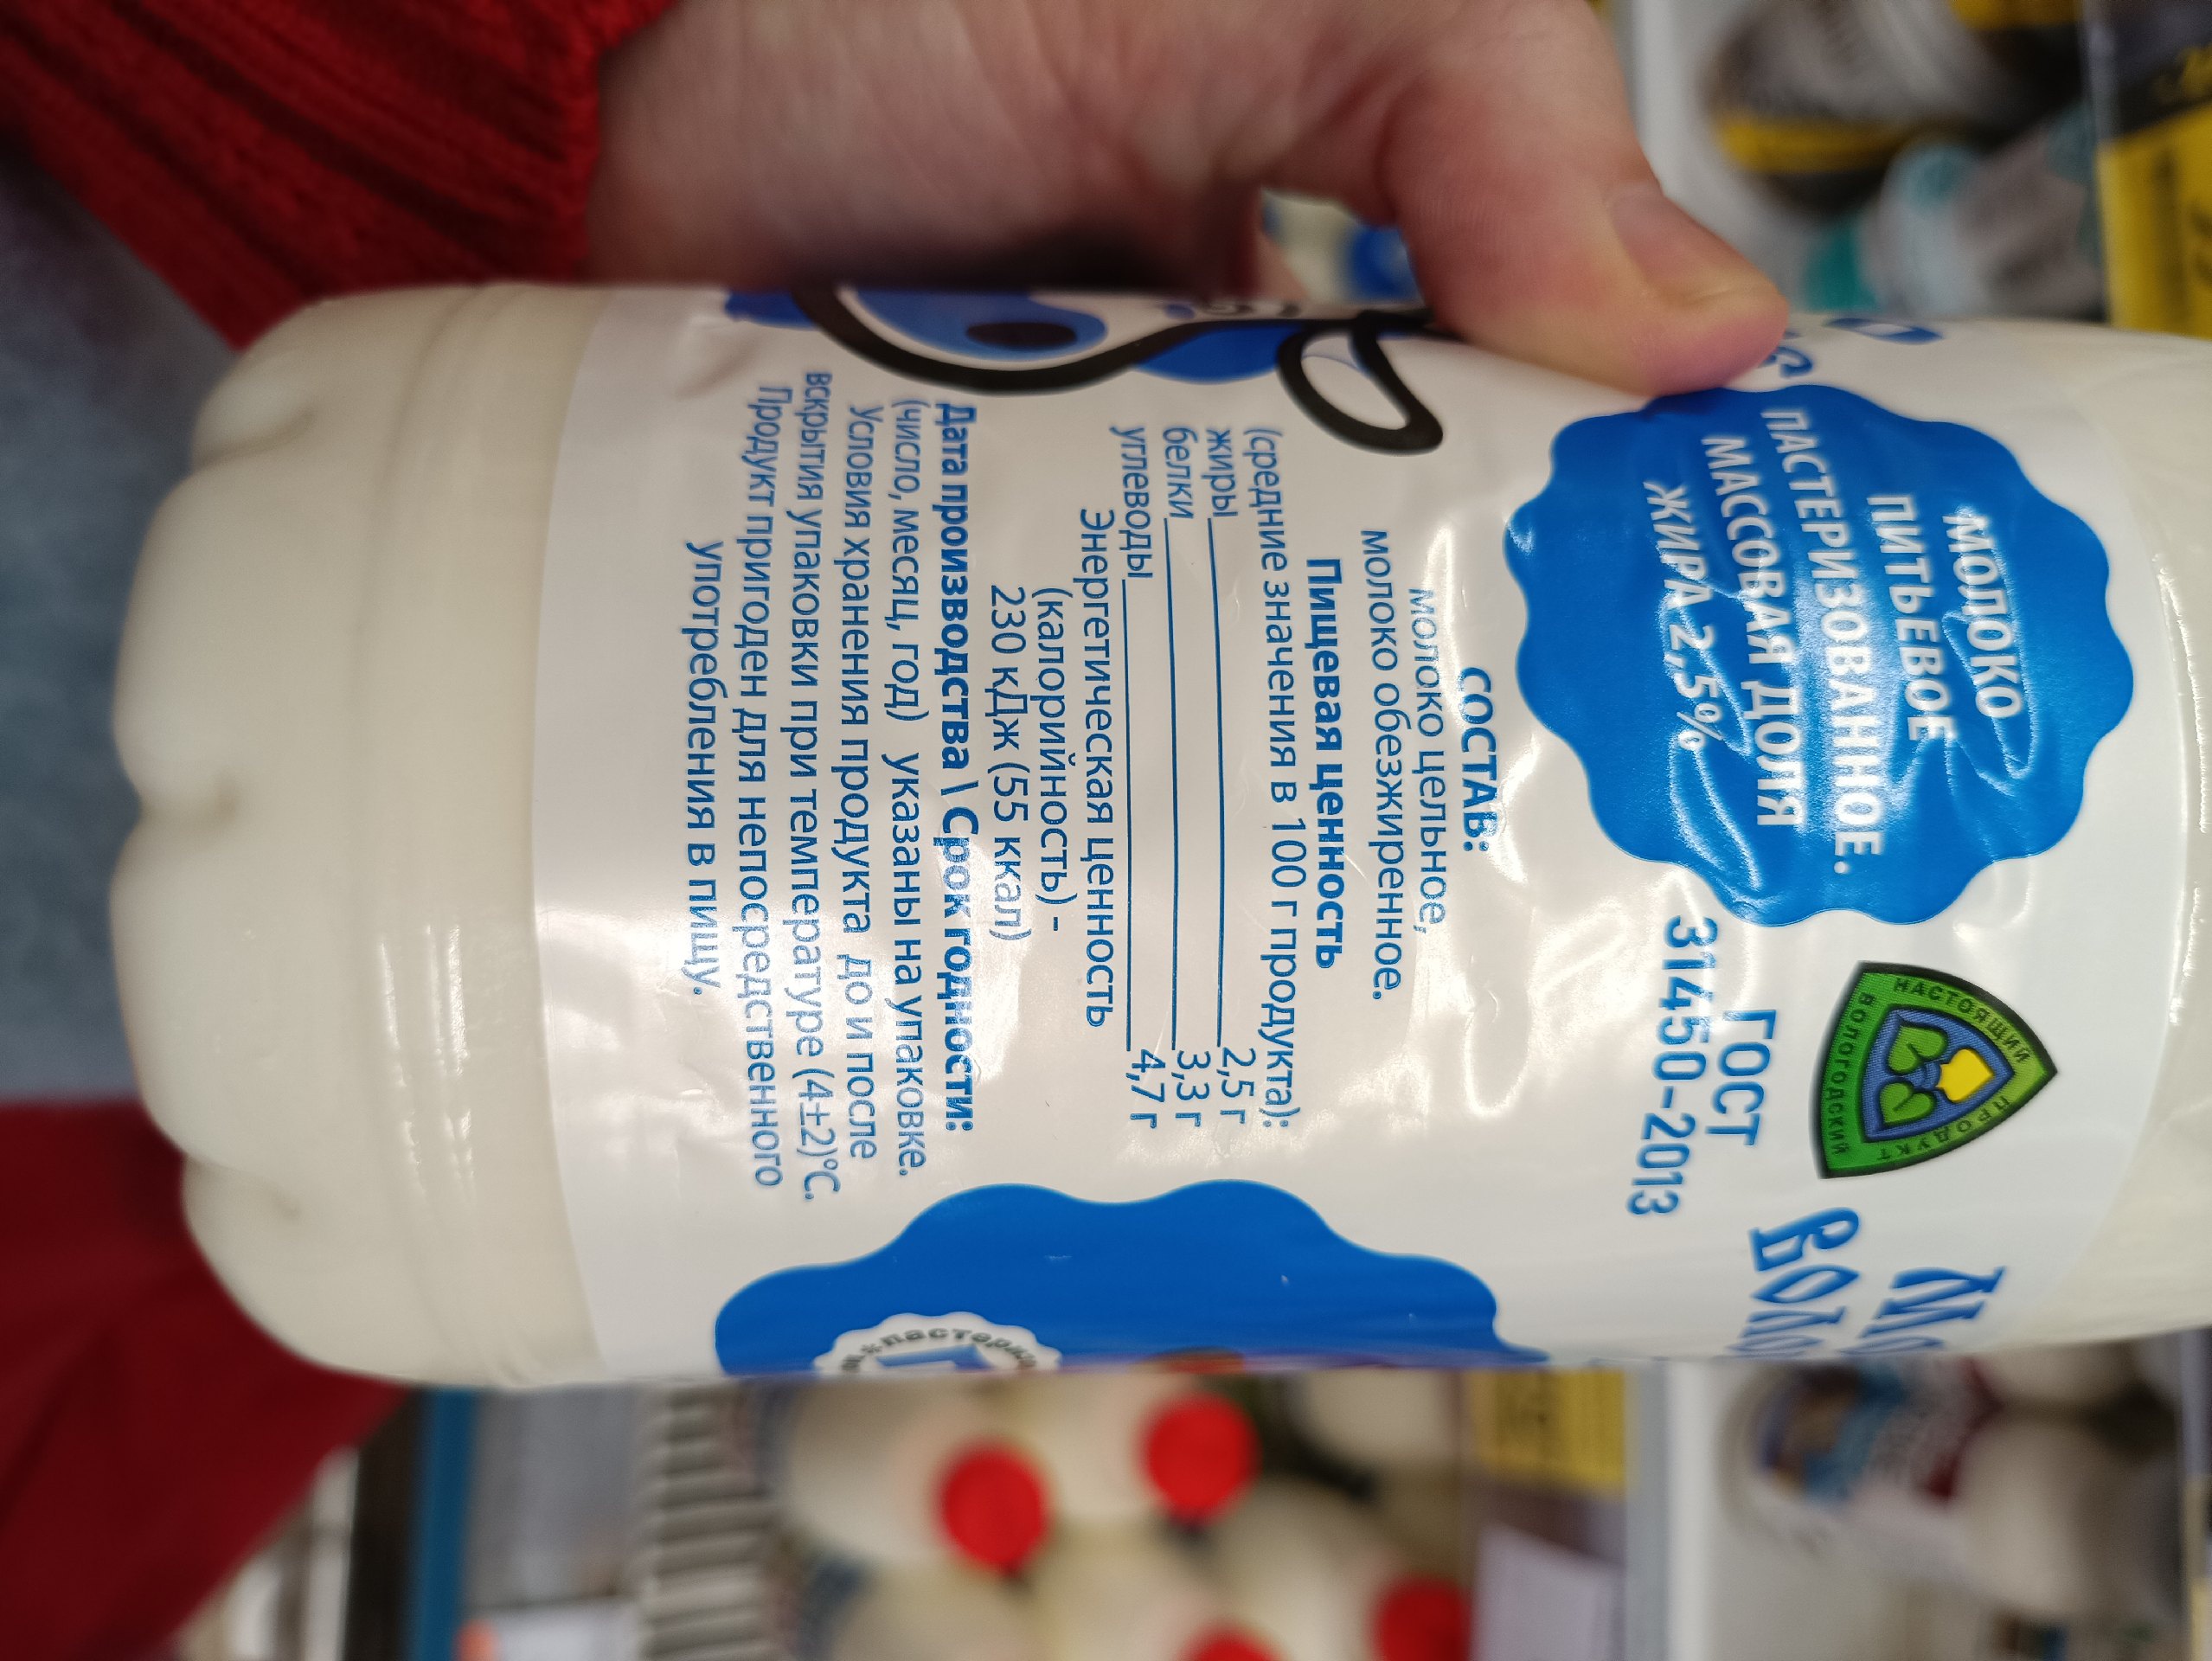 МОЛОКО
ПИТЬЕВОЕ
ПАСТЕРИЗОВАННОЕ.
МАССОВАЯ ДОЛЯ
ЖИРА 2,5%
НАСТОЯЩИЙ ПРОДУКТ
ВОЛОГОДСКИЙ
ГОСТ
31450-2013
СОСТАВ:
молоко цельное,
молоко обезжиренное.
Пищевая ценность
(средние значения в 100 г продукта):
жиры 2,5 г
белки 3,3 г
углеводы 4,7 г
Энергетическая ценность
(калорийность) -
230 кДж (55 ккал)
Дата производства \ Срок годности:
(число, месяц, год) указаны на упаковке.
Условия хранения продукта до и после
вскрытия упаковки при температуре (4±2)°С.
Продукт пригоден для непосредственного
употребления в пищу.